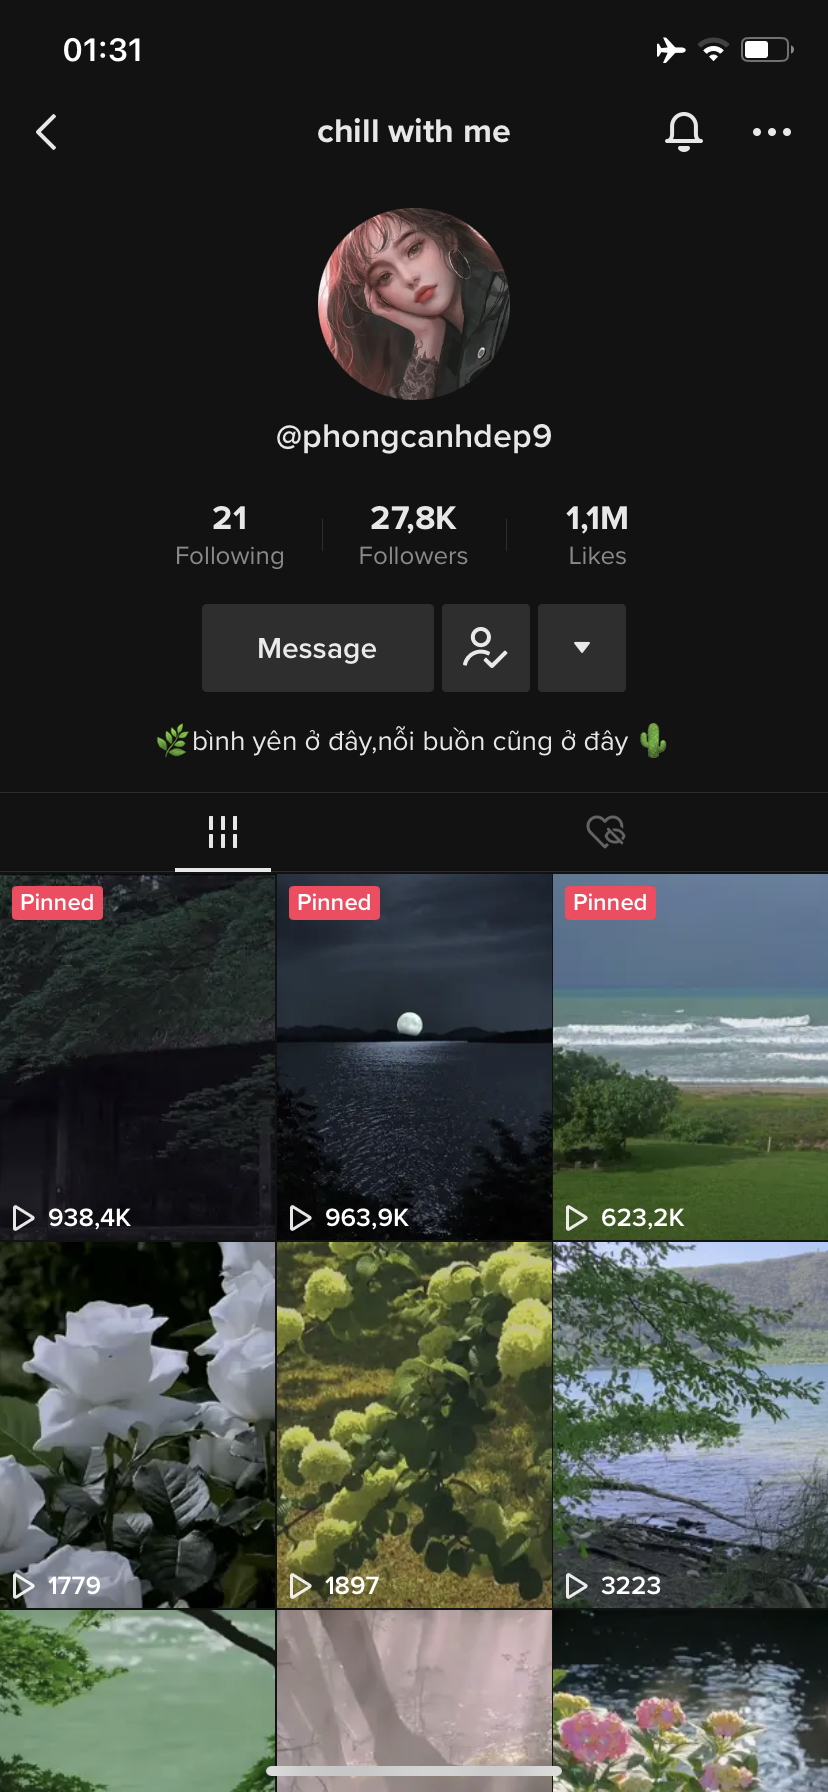 01:31
chill with me
@phongcanhdep9
21 27,8K 1,1M
Following Followers Likes
Message
🌿bình yên ở đây,nỗi buồn cũng ở đây 🌵
Pinned Pinned Pinned
938,4K 963,9K 623,2K
1779 1897 3223